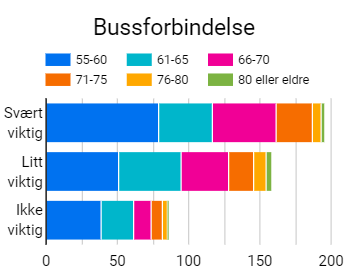 Bussforbindelse
55-60 61-65 66-70
71-75 76-80 80 eller eldre
Svært
viktig
Litt
viktig
Ikke
viktig
0 50 100 150 200